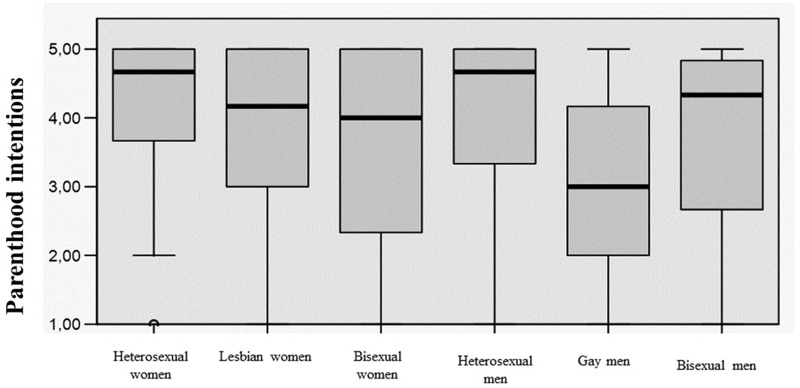 Parenthood intentions
5,00
4,00
3,00
2,00
1,00
Heterosexual
women
Lesbian women
Bisexual
women
Heterosexual
men
Gay men
Bisexual men